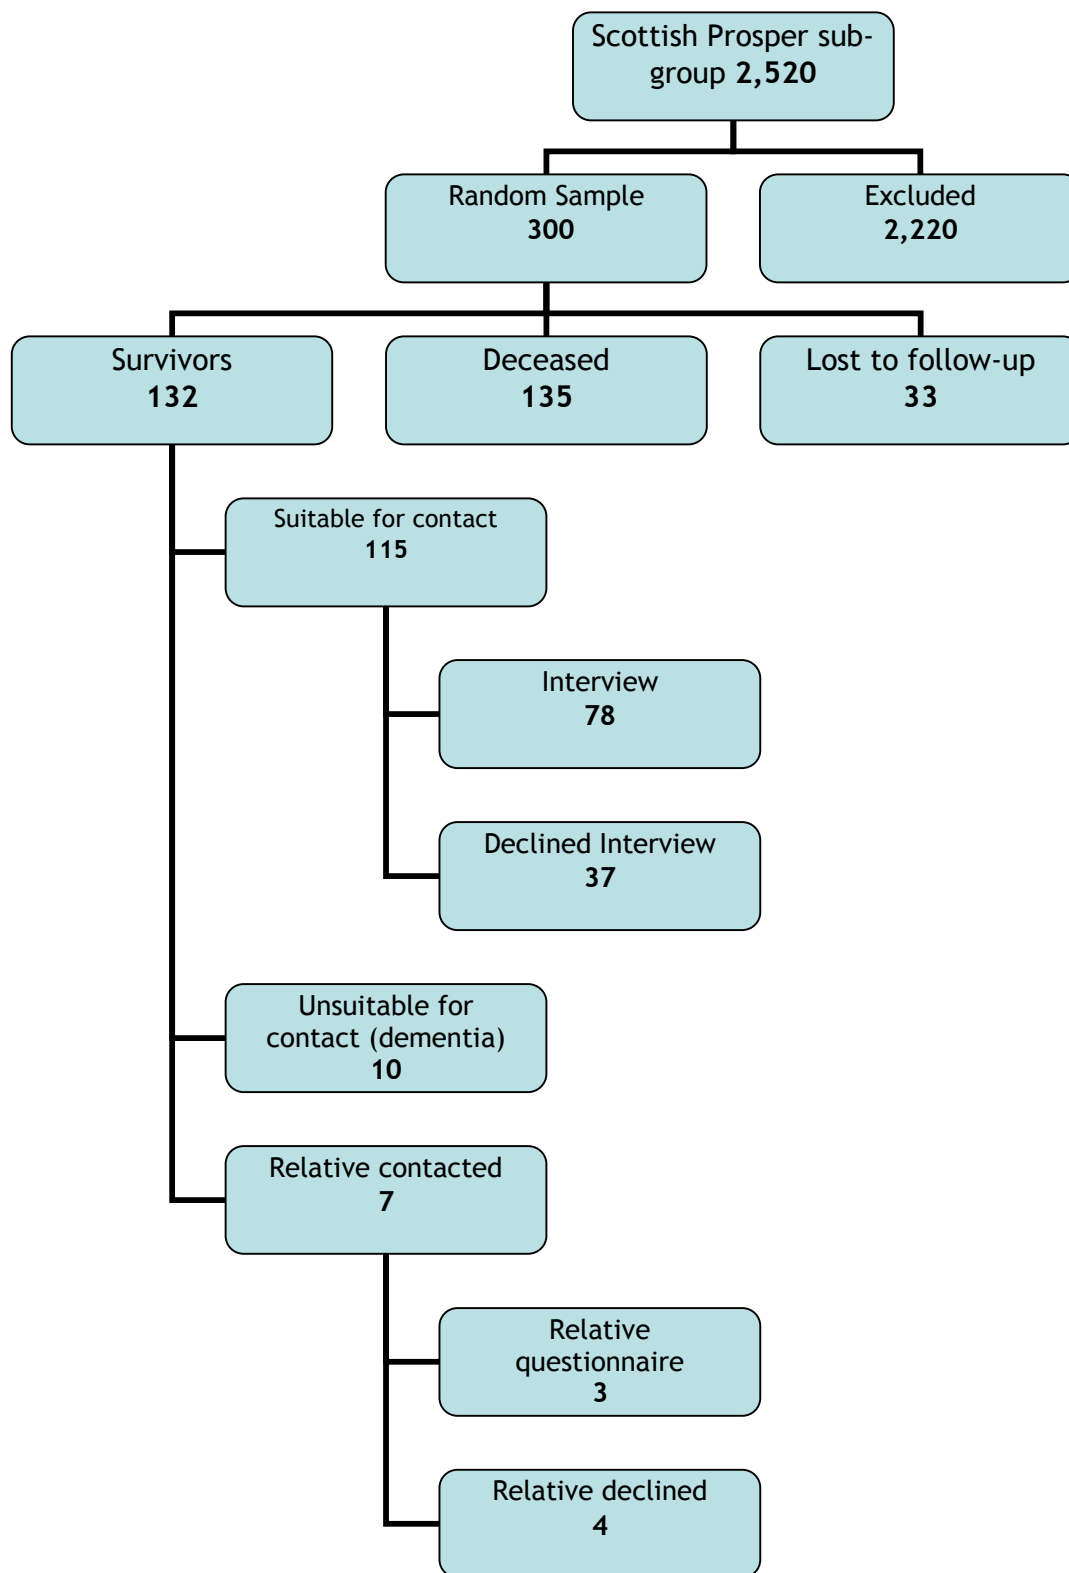 Scottish Prosper sub-
group 2,520
Random Sample
300
Excluded
2,220
Survivors
132
Deceased
135
Lost to follow-up
33
Suitable for contact
115
Interview
78
Declined Interview
37
Unsuitable for
contact (dementia)
10
Relative contacted
7
Relative
questionnaire
3
Relative declined
4